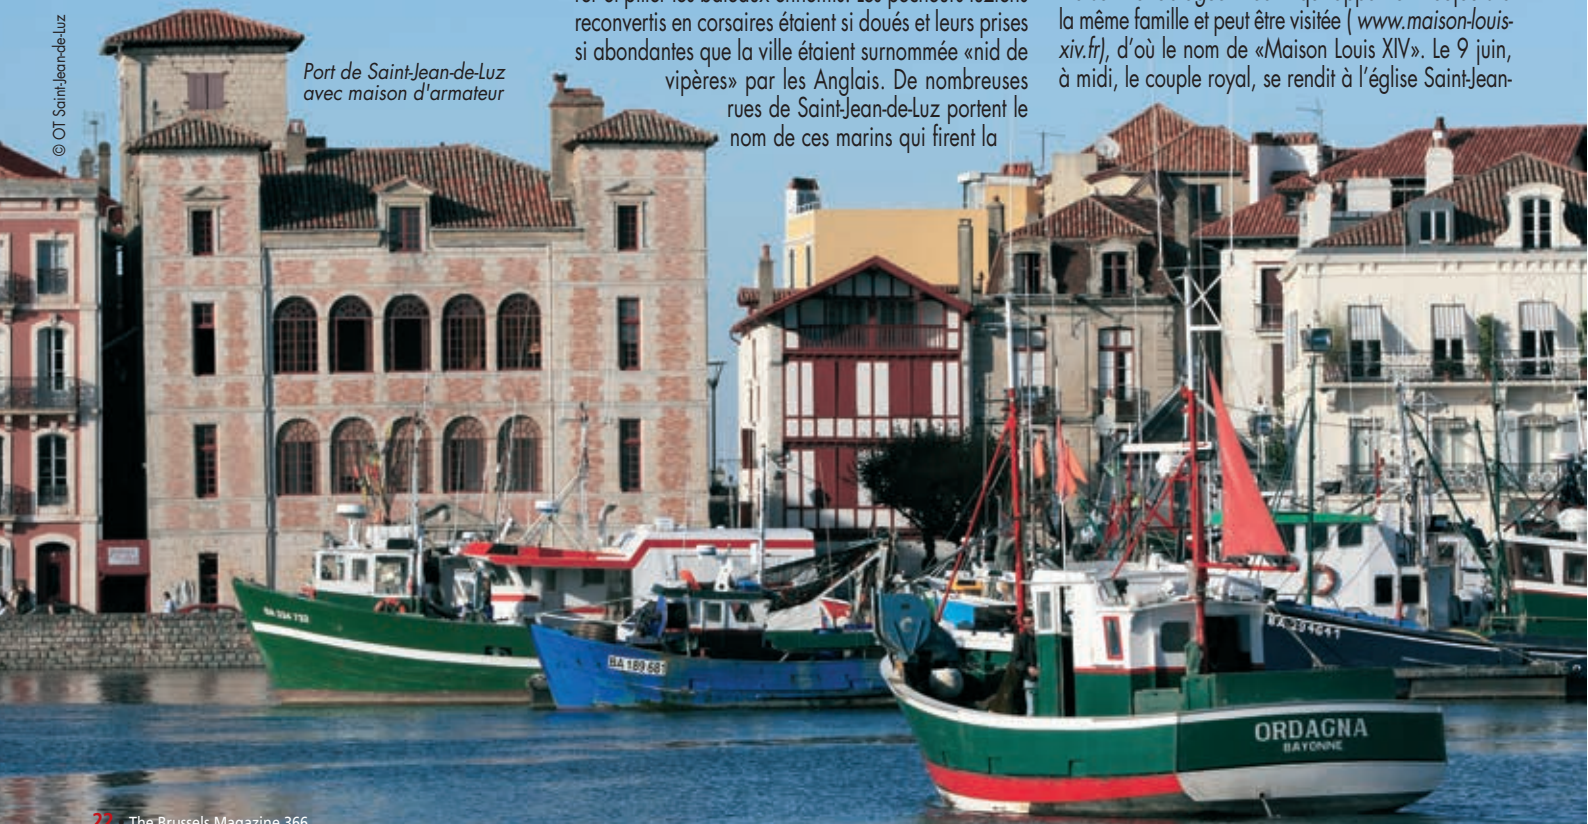 © OT Saint-Jean-de-Luz
Port de Saint-Jean-de-Luz
avec maison d'armateur
reconvertis en corsaires étaient si doués et leurs prises
si abondantes que la ville étaient surnommée «nid de
vipères» par les Anglais. De nombreuses
rues de Saint-Jean-de-Luz portent le
nom de ces marins qui firent la
la même famille et peut être visitée ( www.maison-louis-
xiv.fr), d'où le nom de «Maison Louis XIV». Le 9 juin,
à midi, le couple royal, se rendit à l'église Saint-Jean-
BA 189 681
ORDAGNA
BAYONNE
22 The Brussels Magazine 366